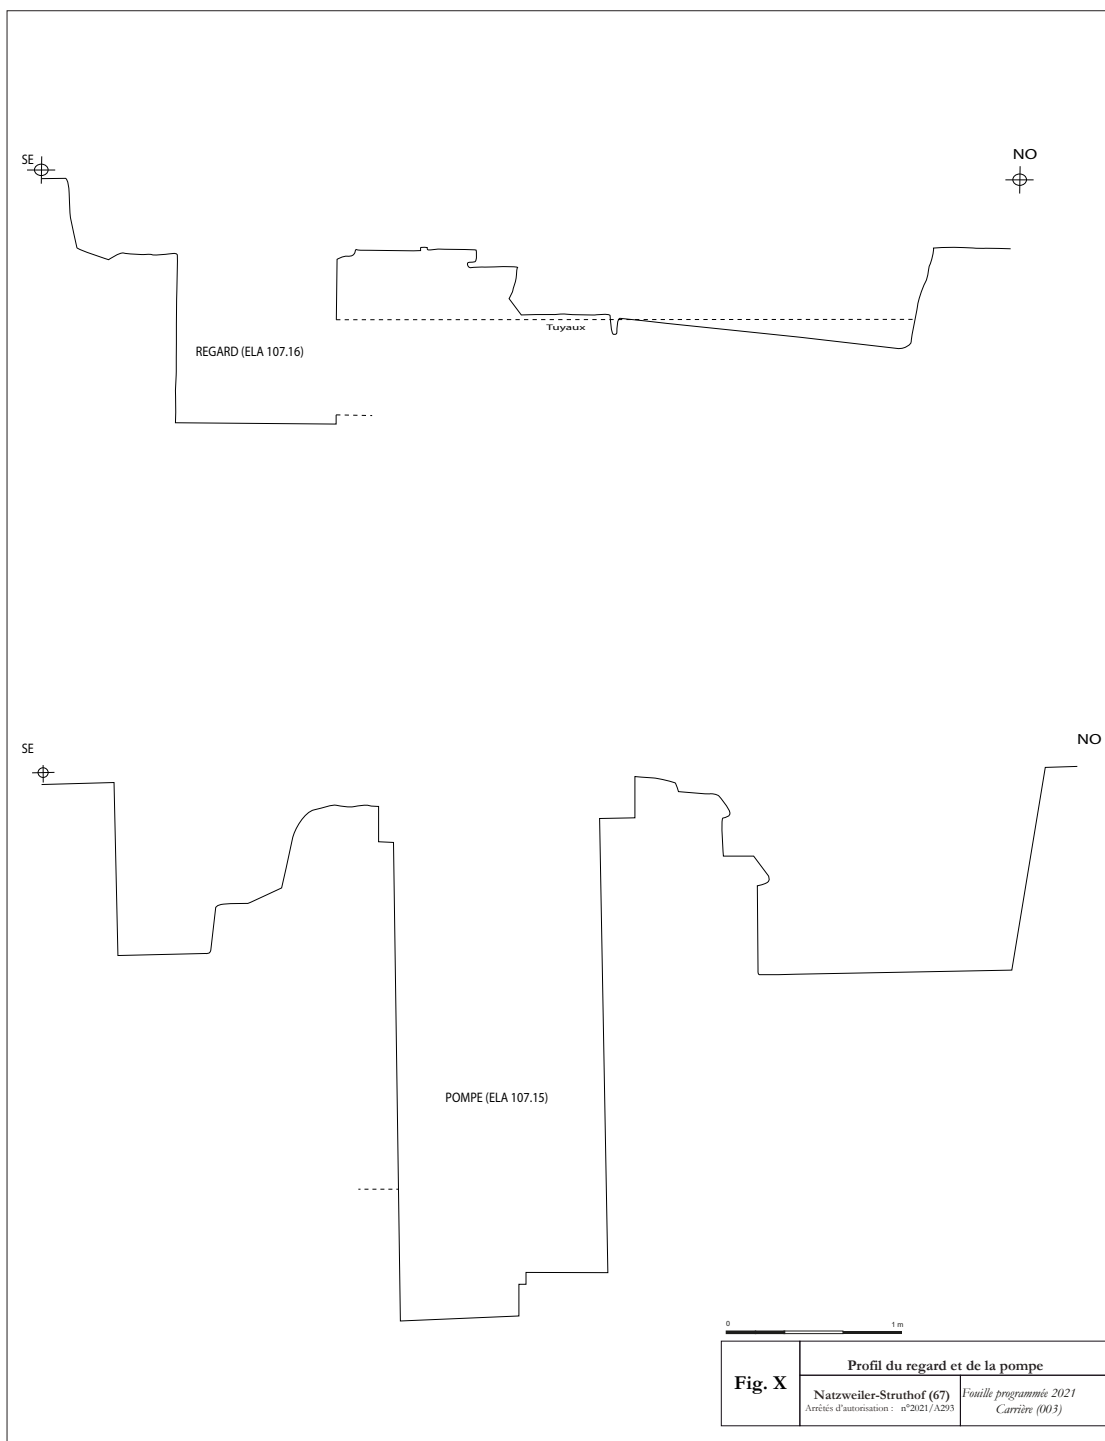 SE
NO
Tuyaux
REGARD (ELA 107.16)
SE
NO
POMPE (ELA 107.15)
0 1 m
Fig. X
Profil du regard et de la pompe
Natzweiler-Struthof (67)
Arrêtés d'autorisation : n°2021/A293
Fouille programmée 2021
Carrière (003)